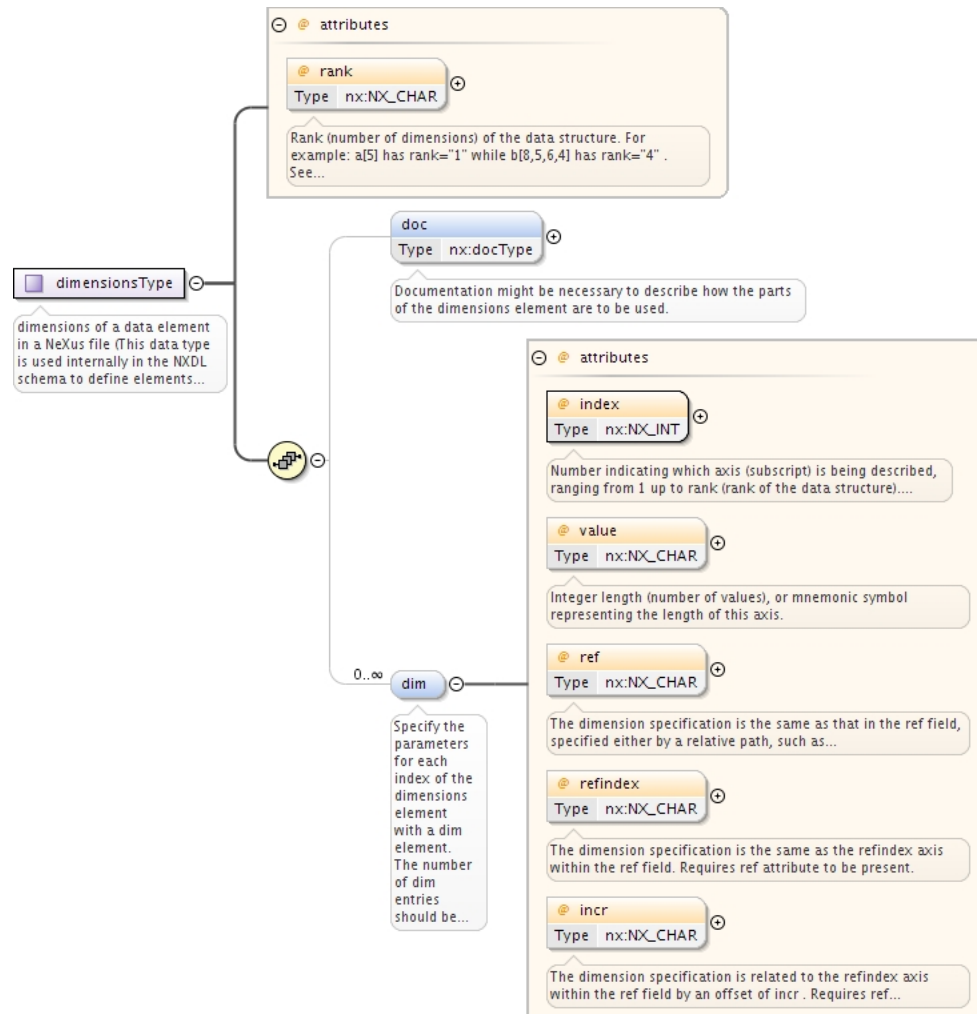 @ attributes
@ rank
Type nx:NX_CHAR
Rank (number of dimensions) of the data structure. For
example: a[5] has rank="1" while b[8,5,6,4] has rank="4" .
See...
doc
Type nx:docType
Documentation might be necessary to describe how the parts
of the dimensions element are to be used.
dimensionsType
dimensions of a data element
in a NeXus file (This data type
is used internally in the NXDL
schema to define elements...
@ attributes
@ index
Type nx:NX_INT
Number indicating which axis (subscript) is being described,
ranging from 1 up to rank (rank of the data structure)....
@ value
Type nx:NX_CHAR
Integer length (number of values), or mnemonic symbol
representing the length of this axis.
@ ref
Type nx:NX_CHAR
The dimension specification is the same as that in the ref field,
specified either by a relative path, such as...
@ refindex
Type nx:NX_CHAR
The dimension specification is the same as the refindex axis
within the ref field. Requires ref attribute to be present.
@ incr
Type nx:NX_CHAR
The dimension specification is related to the refindex axis
within the ref field by an offset of incr . Requires ref...
0..∞
dim
Specify the
parameters
for each
index of the
dimensions
element
with a dim
element.
The number
of dim
entries
should be...